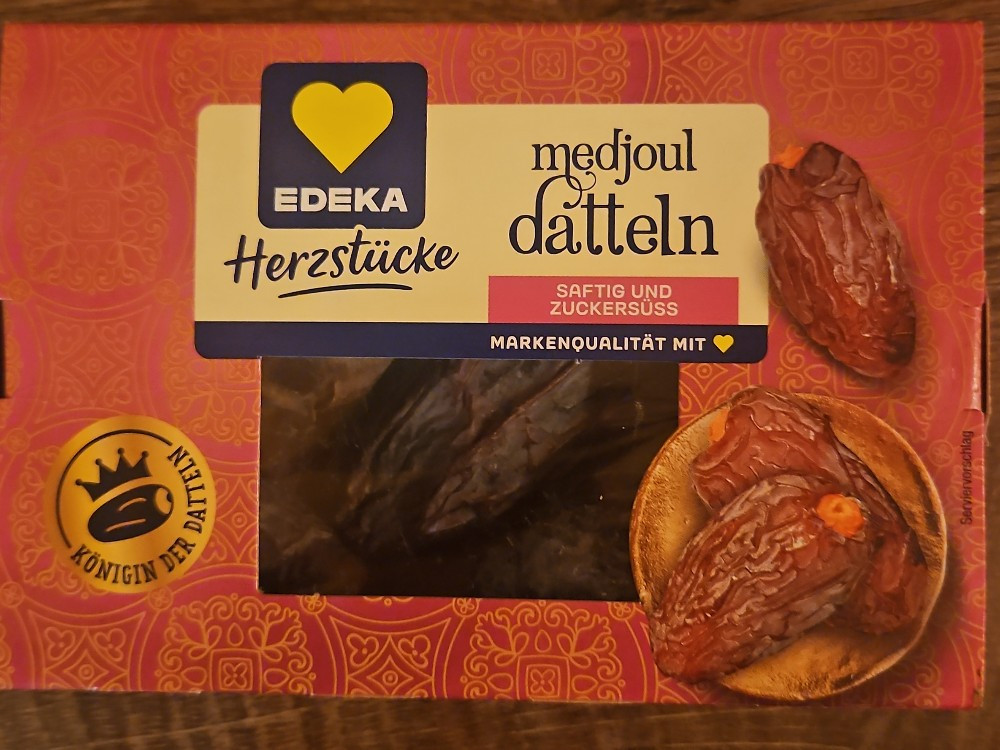 EDEKA
Herzstücke
medjoul
datteln
SAFTIG UND
ZUCKERSÜSS
MARKENQUALITÄT MIT
KÖNIGIN DER DATTELN
Serviervorschlag